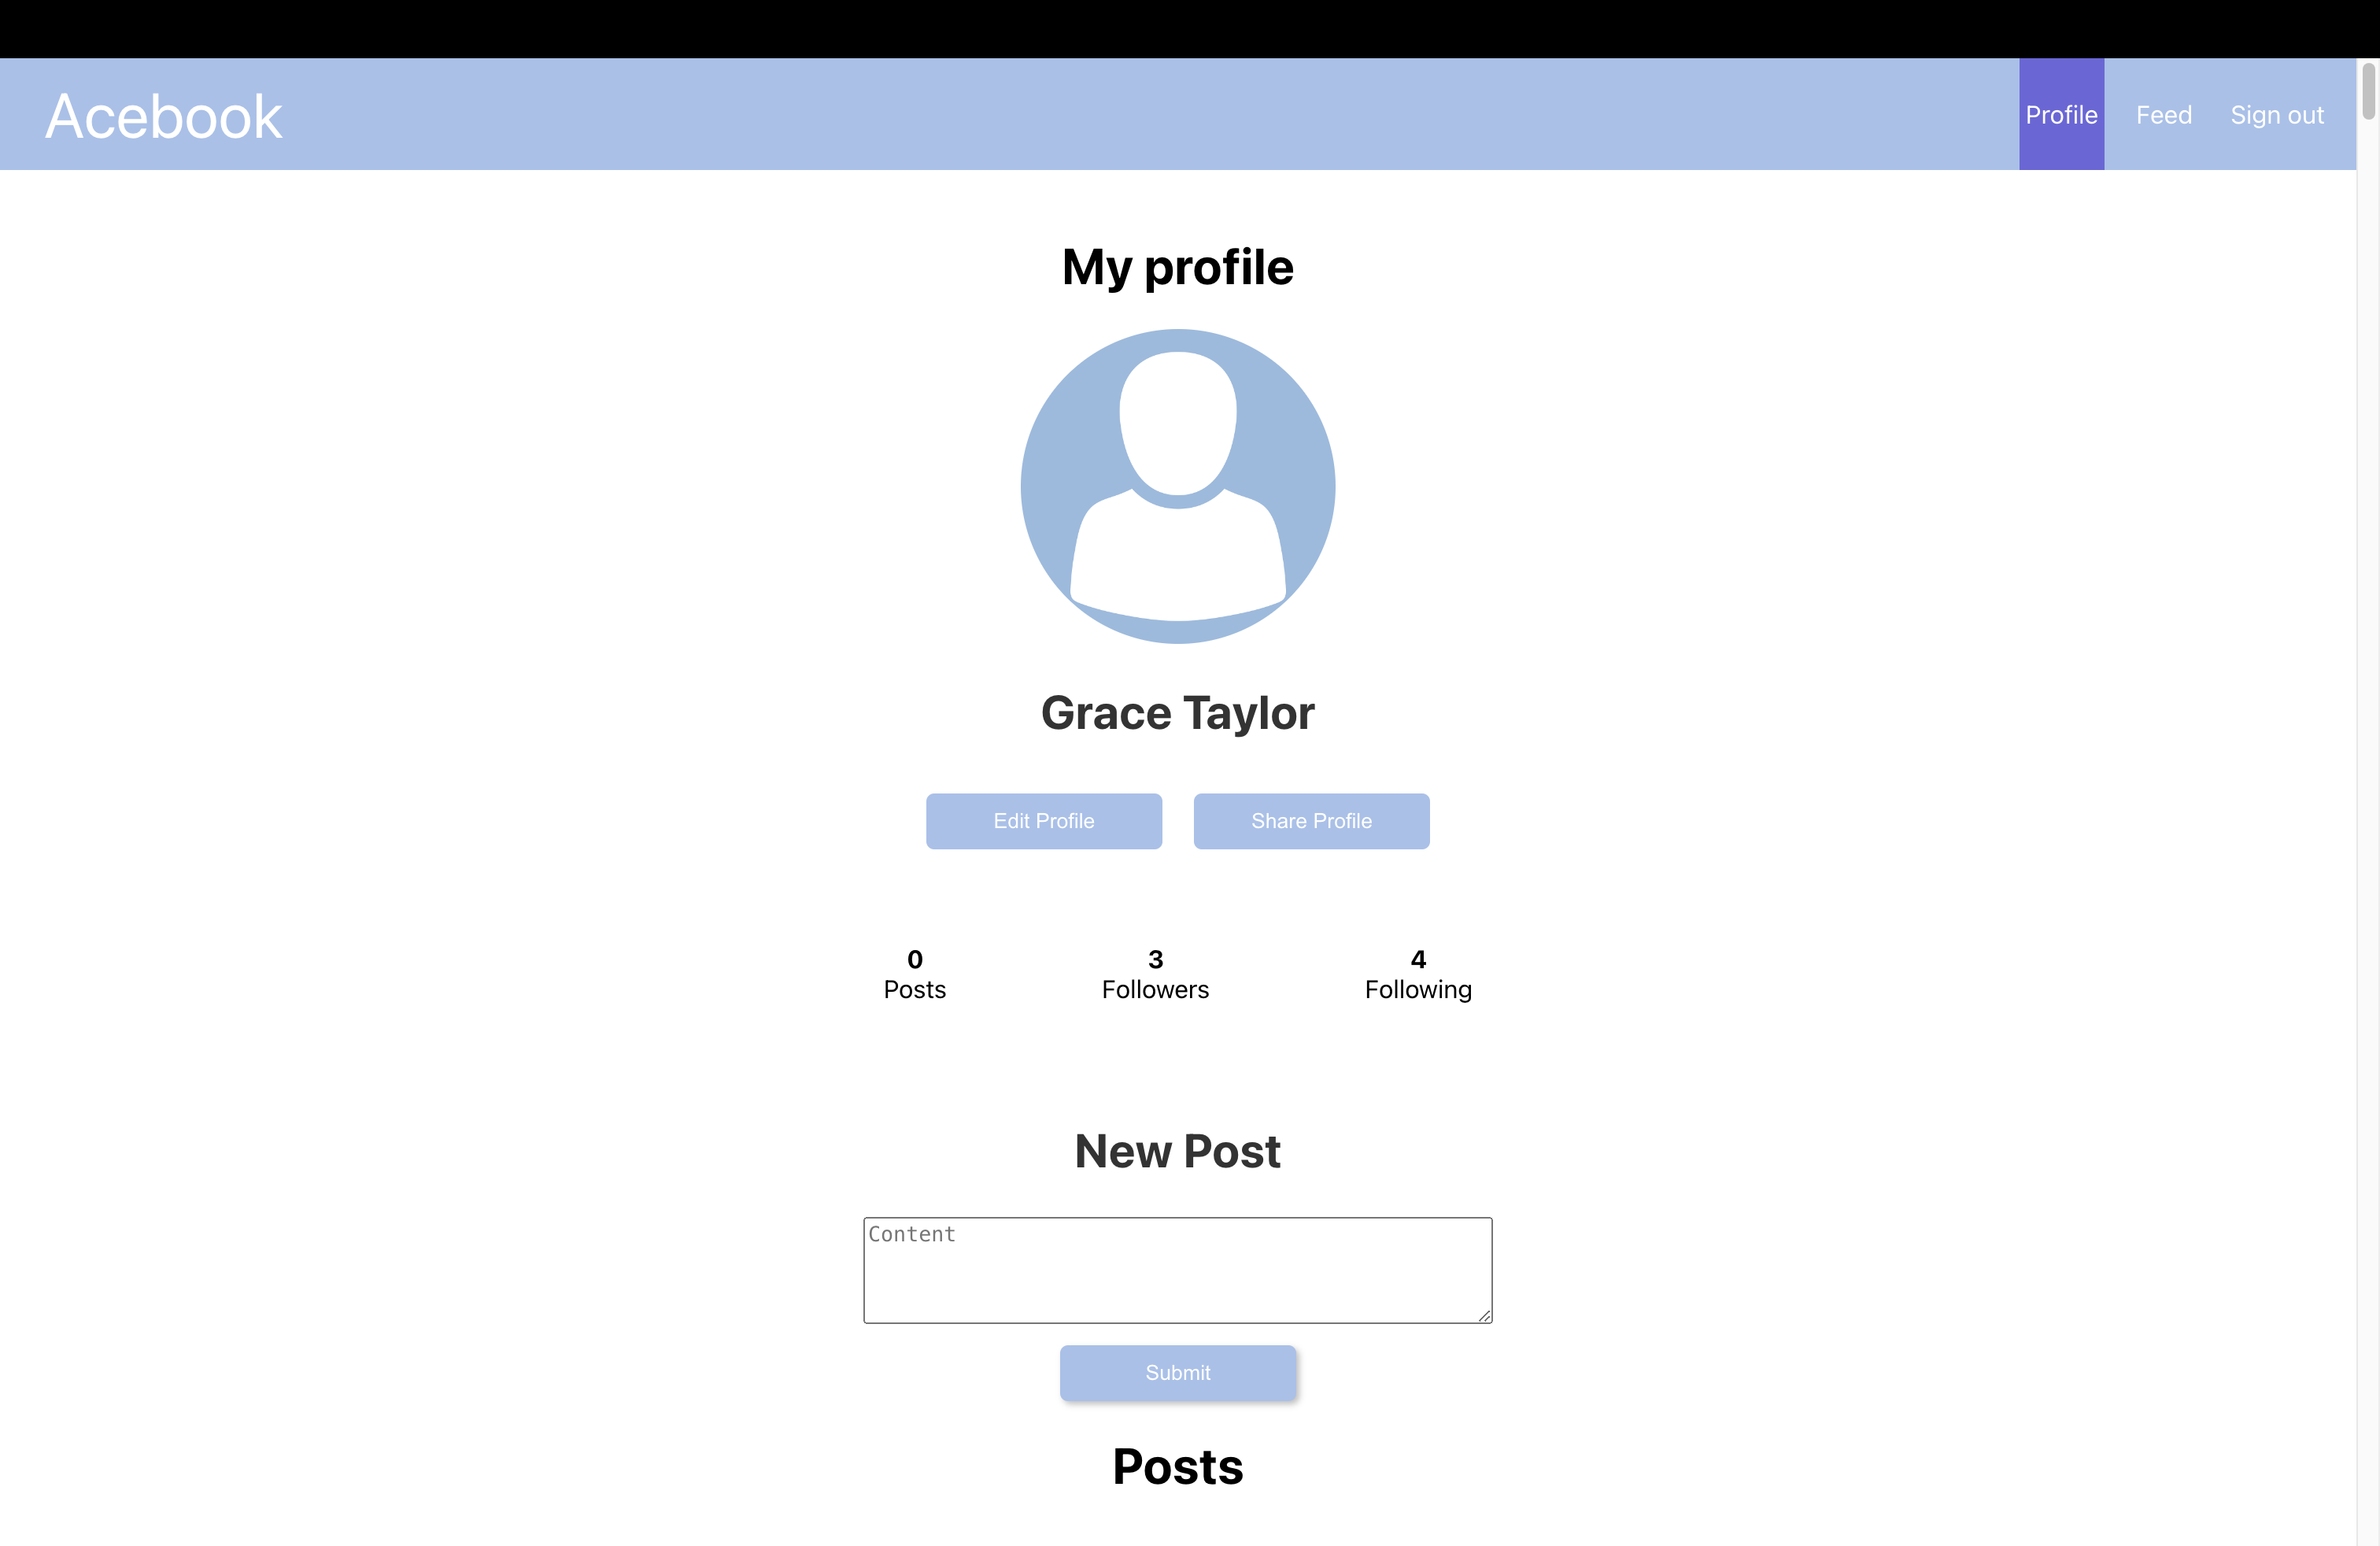 Acebook
Profile Feed Sign out
My profile
Grace Taylor
Edit Profile Share Profile
0 3 4
Posts Followers Following
New Post
Content
Submit
Posts